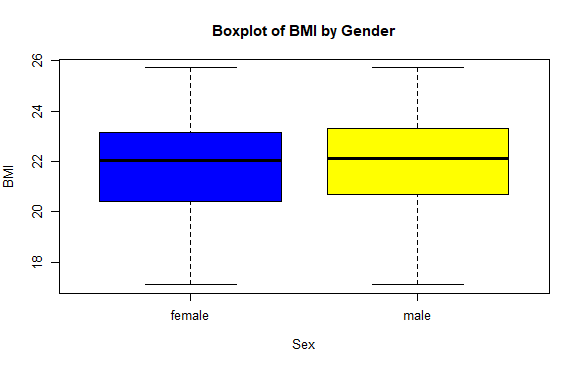 Boxplot of BMI by Gender
26
24
22
20
18
BMI
female male
Sex